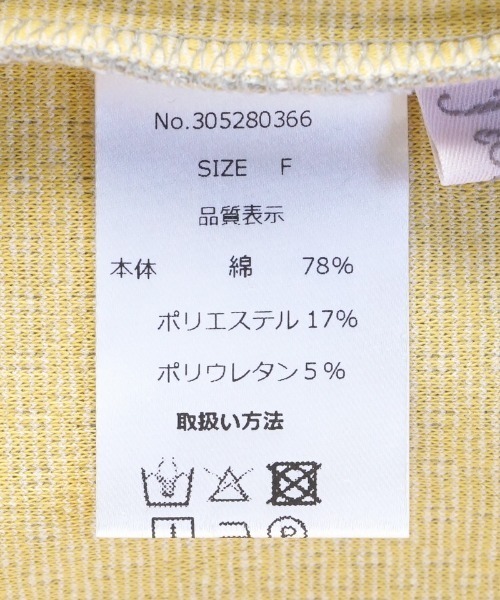 No.305280366
SIZE F
品質表示
本体 綿 78%
ポリエステル 17%
ポリウレタン 5%
取扱い方法